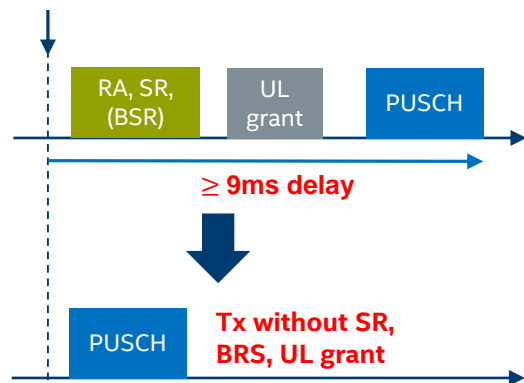 RA, SR,
(BSR)
UL
grant
PUSCH
≥ 9ms delay
PUSCH
Tx without SR,
BRS, UL grant